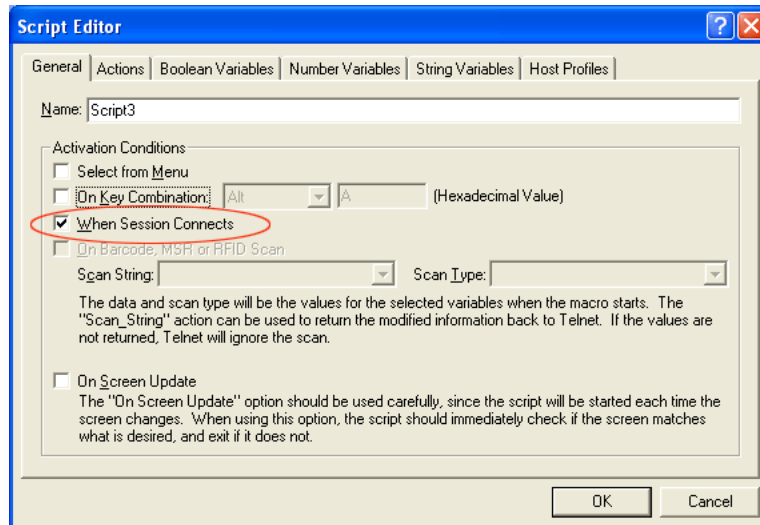 Script Editor
General Actions Boolean Variables Number Variables String Variables Host Profiles
Name: Script3
Activation Conditions
Select from Menu
On Key Combination: Alt A (Hexadecimal Value)
When Session Connects
On Barcode, MSR or RFID Scan
Scan String: Scan Type:
The data and scan type will be the values for the selected variables when the macro starts. The
"Scan_String" action can be used to return the modified information back to Telnet. If the values are
not returned, Telnet will ignore the scan.
On Screen Update
The "On Screen Update" option should be used carefully, since the script will be started each time the
screen changes. When using this option, the script should immediately check if the screen matches
what is desired, and exit if it does not.
OK Cancel